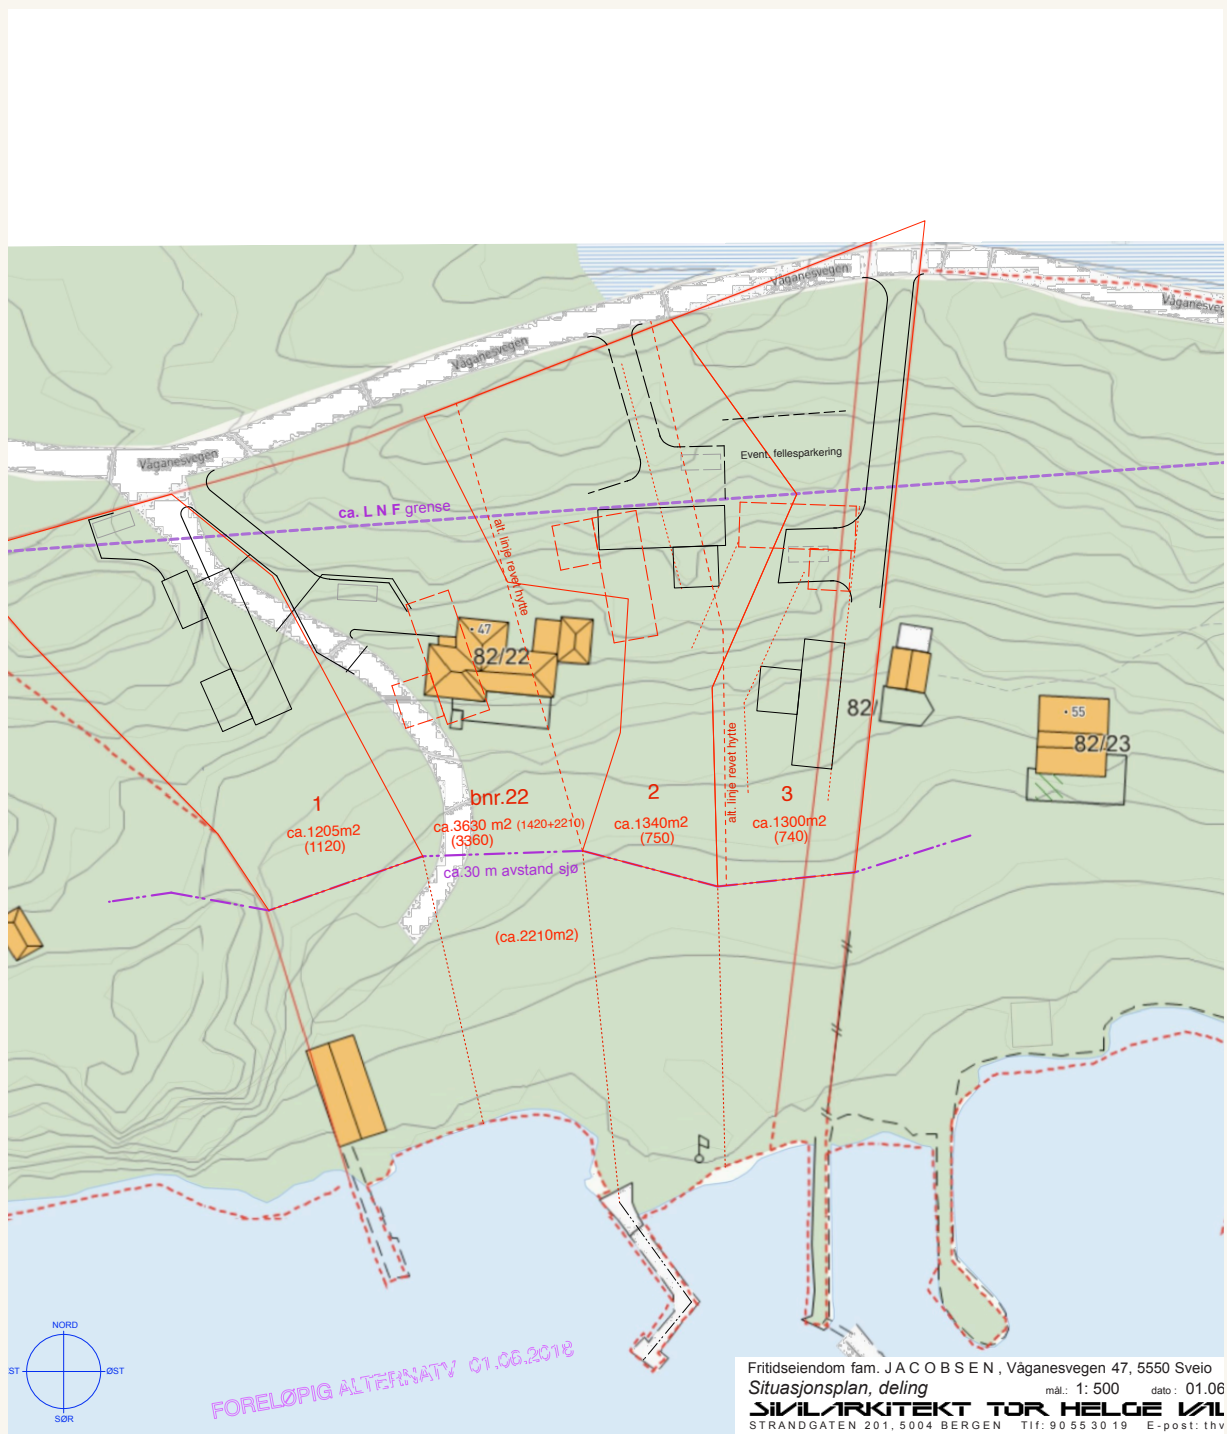 Våganesvegen
Våganesvegen
Våganesvegen
Våganesvegen
Event. fellesparkering
ca. L N F grense
alt. linje revet hytte
47
82/22
82/
55
82/23
alt. linje revet hytte
1
ca.1205m2
(1120)
bnr.22
ca.3630 m2 (1420+2210)
(3360)
2
ca.1340m2
(750)
3
ca.1300m2
(740)
ca.30 m avstand sjø
(ca.2210m2)
NORD
ST
ØST
SØR
FORELØPIG ALTERNATV 01.06.2018
Fritidseiendom fam. J A C O B S E N , Våganesvegen 47, 5550 Sveio
Situasjonsplan, deling mål.: 1: 500 dato : 01.06
SIVILARKITEKT TOR HELGE VAL
STRANDGATEN 201, 5004 BERGEN Tlf: 90 55 30 19 E-post: thv